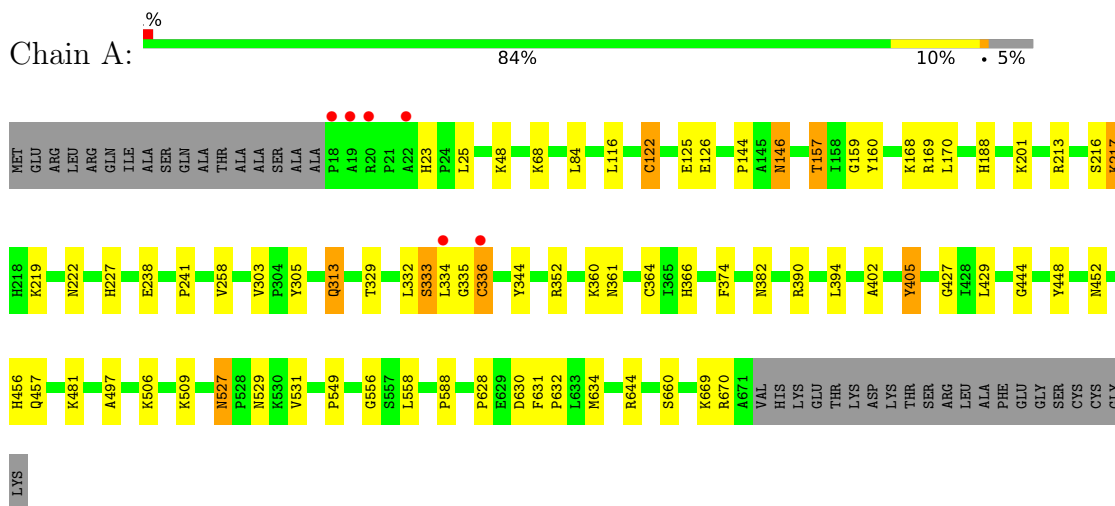 %
Chain A:
84% 10% • 5%
MET GLU ARG LEU ARG GLN ILE ALA SER GLN ALA THR ALA ALA SER ALA ALA P18 A19 R20 P21 A22 H23 P24 L25 K48 K68 L84 L116 C122 E125 E126 P144 A145 N146 T157 I158 G159 Y160 K168 R169 L170 H188 K201 R213 S216 K217
H218 K219 N222 H227 E238 P241 V258 V303 P304 Y305 Q313 T329 L332 S333 L334 G335 C336 Y344 R352 K360 N361 C364 I365 H366 F374 N382 R390 L394 A402 Y405 G427 I428 L429 G444 Y448 N452
H456 Q457 K481 A497 K506 K509 N527 P528 N529 K530 V531 P549 G556 S557 L558 P588 P628 E629 D630 F631 P632 L633 M634 R644 S660 K669 R670 A671 VAL HIS LYS GLU THR LYS ASP LYS THR SER ARG LEU ALA PHE GLU GLY SER CYS CYS GLY
LYS